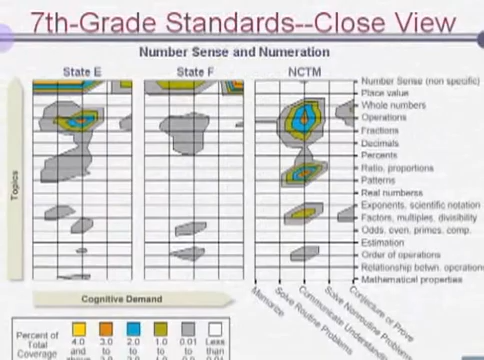 7th-Grade Standards--Close View
Number Sense and Numeration
State E
State F
NCTM
Number Sense (non specific)
Place value
Whole numbers
Operations
Fractions
Decimals
Percents
Ratio, proportions
Patterns
Real numberss
Exponents, scientific notation
Factors, multiples, divisibility
Odds, even, primes, comp.
Estimation
Order of operations
Relationship betwn. operations
Mathematical properties
Topics
Cognitive Demand
Memorize
Solve Routine Problems
Communicate Understanding
Solve Nonroutine Problems
Conjecture or Prove
Percent of
Total
Coverage
4.0
and
3.0
to
2.0
to
1.0
to
0.01
to
Less
than